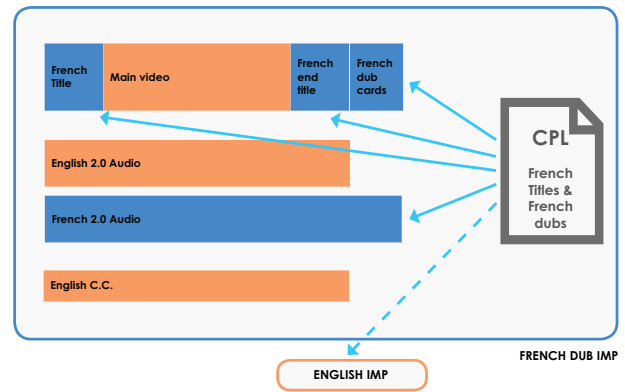 French
Title
Main video
French
end
title
French
dub
cards
English 2.0 Audio
French 2.0 Audio
English C.C.
CPL
French
Titles &
French
dubs
FRENCH DUB IMP
ENGLISH IMP